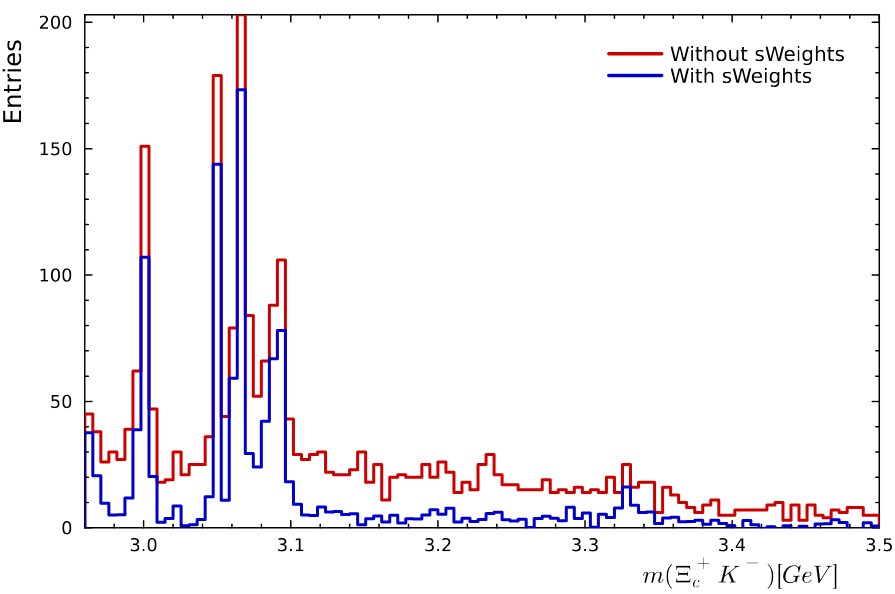 Entries
200
150
100
50
0
Without sWeights
With sWeights
3.0 3.1 3.2 3.3 3.4 3.5
m(Ξ_c^+ K^-)[GeV]